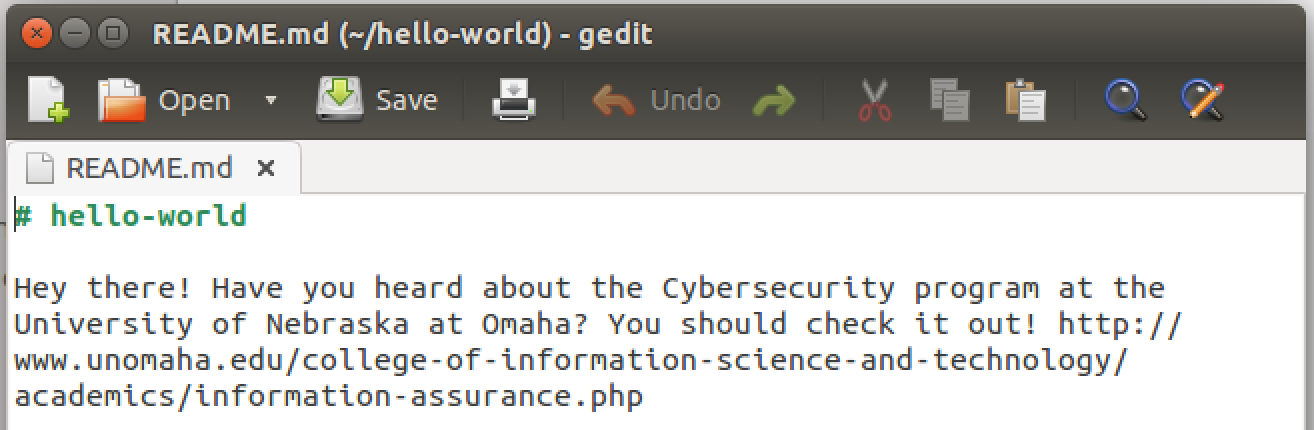 README.md (~/hello-world) - gedit
Open Save Undo
README.md
# hello-world
Hey there! Have you heard about the Cybersecurity program at the
University of Nebraska at Omaha? You should check it out! http://
www.unomaha.edu/college-of-information-science-and-technology/
academics/information-assurance.php